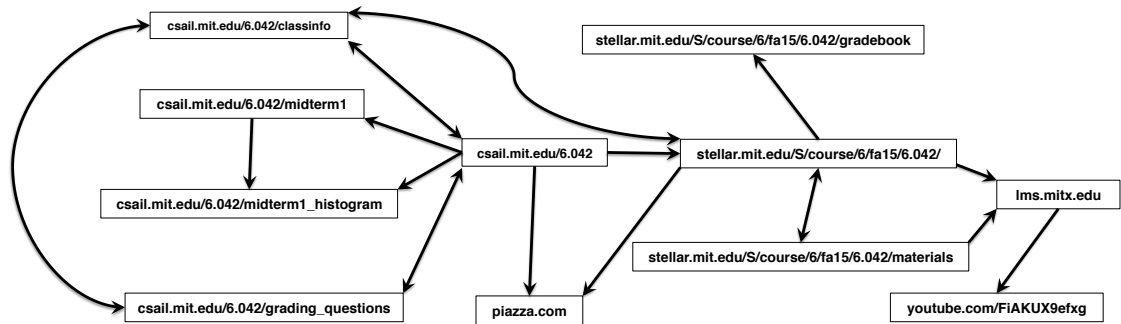 csail.mit.edu/6.042/classinfo
stellar.mit.edu/S/course/6/fa15/6.042/gradebook
csail.mit.edu/6.042/midterm1
csail.mit.edu/6.042
stellar.mit.edu/S/course/6/fa15/6.042/
csail.mit.edu/6.042/midterm1_histogram
lms.mitx.edu
stellar.mit.edu/S/course/6/fa15/6.042/materials
csail.mit.edu/6.042/grading_questions
piazza.com
youtube.com/FiAKUX9efxg